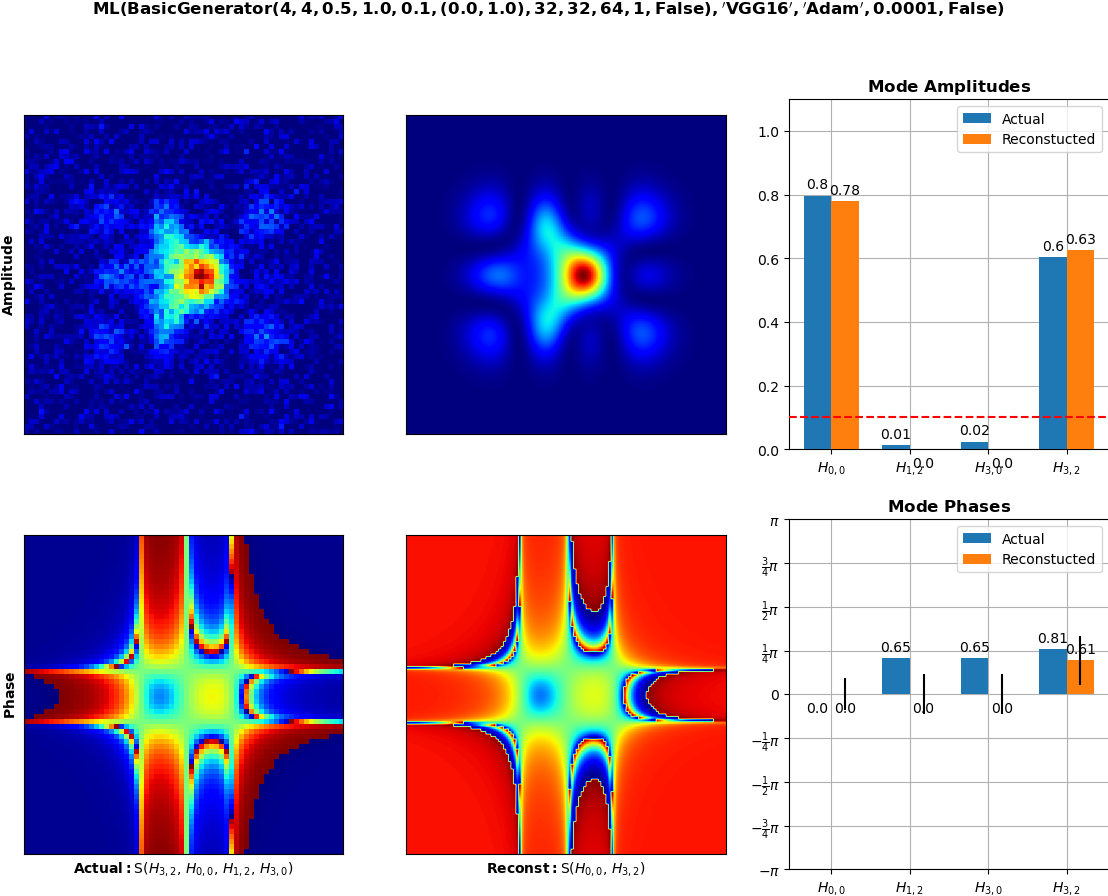 ML(BasicGenerator(4, 4, 0.5, 1.0, 0.1, (0.0, 1.0), 32, 32, 64, 1, False), ′VGG16′, ′Adam′, 0.0001, False)
Amplitude
Mode Amplitudes
Actual
Reconstucted
1.0
0.8
0.6
0.4
0.2
0.0
0.8
0.78
0.01
0.0
0.02
0.0
0.6
0.63
H₀,₀
H₁,₂
H₃,₀
H₃,₂
Phase
Actual: S(H₃,₂, H₀,₀, H₁,₂, H₃,₀)
Reconst: S(H₀,₀, H₃,₂)
Mode Phases
Actual
Reconstucted
π
3/4π
1/2π
1/4π
0
−1/4π
−1/2π
−3/4π
−π
0.0
0.0
0.65
0.0
0.65
0.0
0.81
0.61
H₀,₀
H₁,₂
H₃,₀
H₃,₂